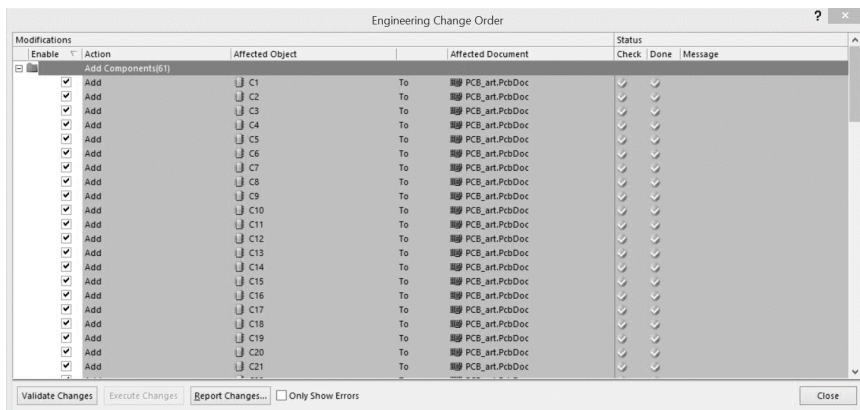 Engineering Change Order ? ×
Modifications Status
Enable Action Affected Object Affected Document Check Done Message
Add Components(61)
Add C1 To PCB_art.PcbDoc
Add C2 To PCB_art.PcbDoc
Add C3 To PCB_art.PcbDoc
Add C4 To PCB_art.PcbDoc
Add C5 To PCB_art.PcbDoc
Add C6 To PCB_art.PcbDoc
Add C7 To PCB_art.PcbDoc
Add C8 To PCB_art.PcbDoc
Add C9 To PCB_art.PcbDoc
Add C10 To PCB_art.PcbDoc
Add C11 To PCB_art.PcbDoc
Add C12 To PCB_art.PcbDoc
Add C13 To PCB_art.PcbDoc
Add C14 To PCB_art.PcbDoc
Add C15 To PCB_art.PcbDoc
Add C16 To PCB_art.PcbDoc
Add C17 To PCB_art.PcbDoc
Add C18 To PCB_art.PcbDoc
Add C19 To PCB_art.PcbDoc
Add C20 To PCB_art.PcbDoc
Add C21 To PCB_art.PcbDoc
Validate Changes Execute Changes Report Changes... Only Show Errors Close